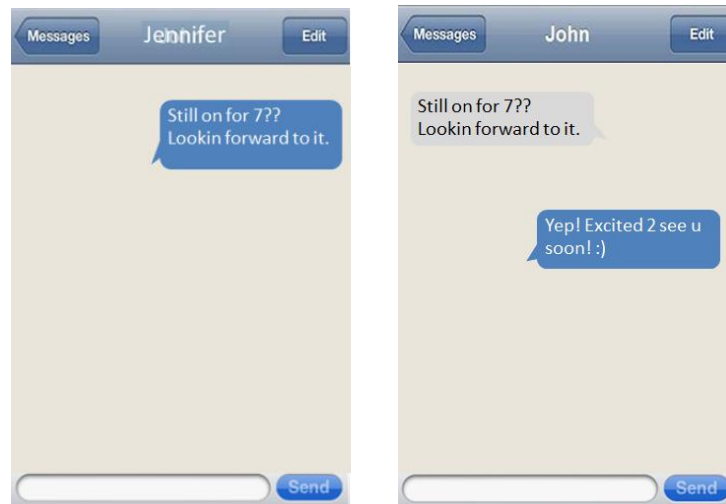 Messages
Jennifer
Edit
Still on for 7??
Lookin forward to it.
Send
Messages
John
Edit
Still on for 7??
Lookin forward to it.
Yep! Excited 2 see u
soon! :)
Send